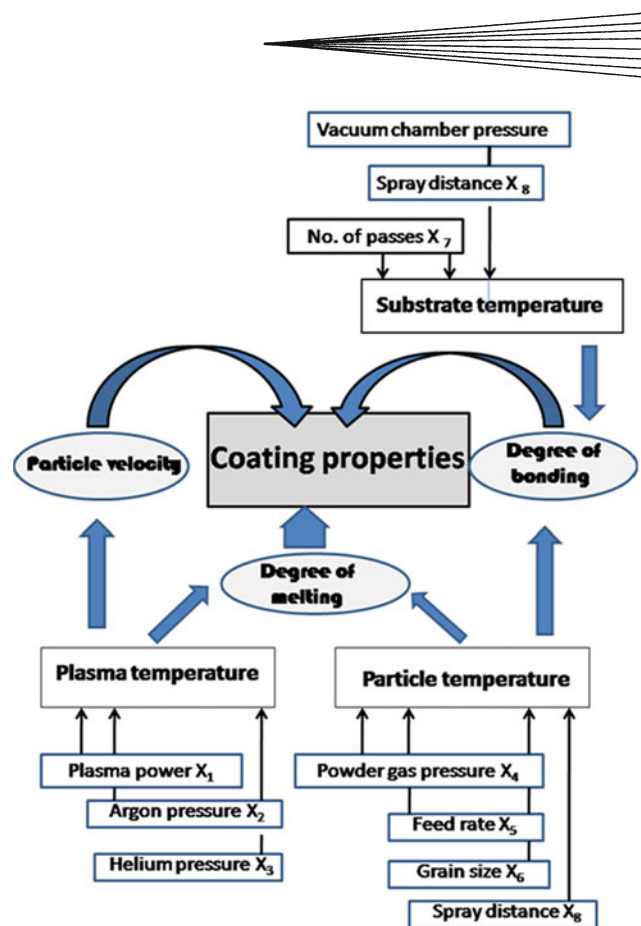 Vacuum chamber pressure
Spray distance X8
No. of passes X7
Substrate temperature
Particle velocity
Coating properties
Degree of
bonding
Degree of
melting
Plasma temperature
Particle temperature
Plasma power X1
Powder gas pressure X4
Argon pressure X2
Feed rate X5
Helium pressure X3
Grain size X6
Spray distance X8